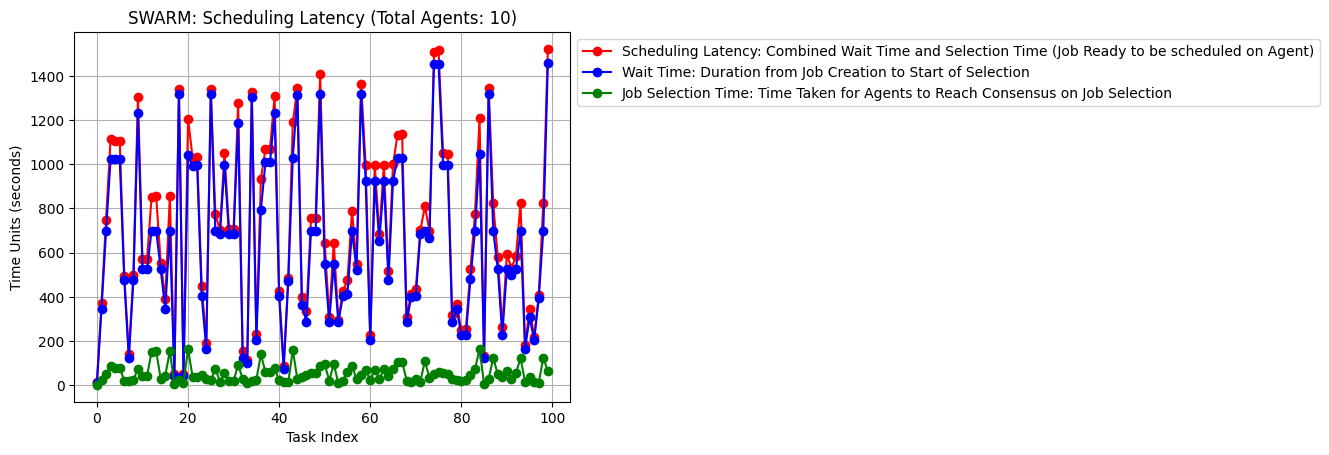 SWARM: Scheduling Latency (Total Agents: 10)
Scheduling Latency: Combined Wait Time and Selection Time (Job Ready to be scheduled on Agent)
Wait Time: Duration from Job Creation to Start of Selection
Job Selection Time: Time Taken for Agents to Reach Consensus on Job Selection
Time Units (seconds)
1400
1200
1000
800
600
400
200
0
0 20 40 60 80 100
Task Index